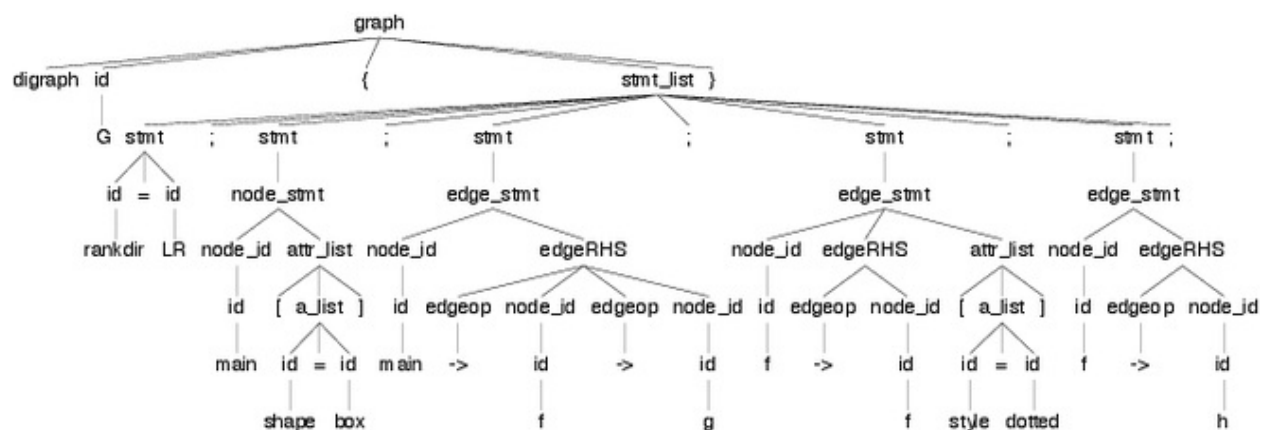 graph
digraph id { stmt_list }
G stmt ; stmt ; stmt ; stmt ; stmt ;
id = id node_stmt edge_stmt edge_stmt edge_stmt
rankdir LR node_id attr_list node_id edgeRHS node_id edgeRHS attr_list node_id edgeRHS
id [ a_list ] id edgeop node_id edgeop node_id id edgeop node_id [ a_list ] id edgeop node_id
main id = id main -> id -> id f -> id id = id f -> id
shape box f g f style dotted h